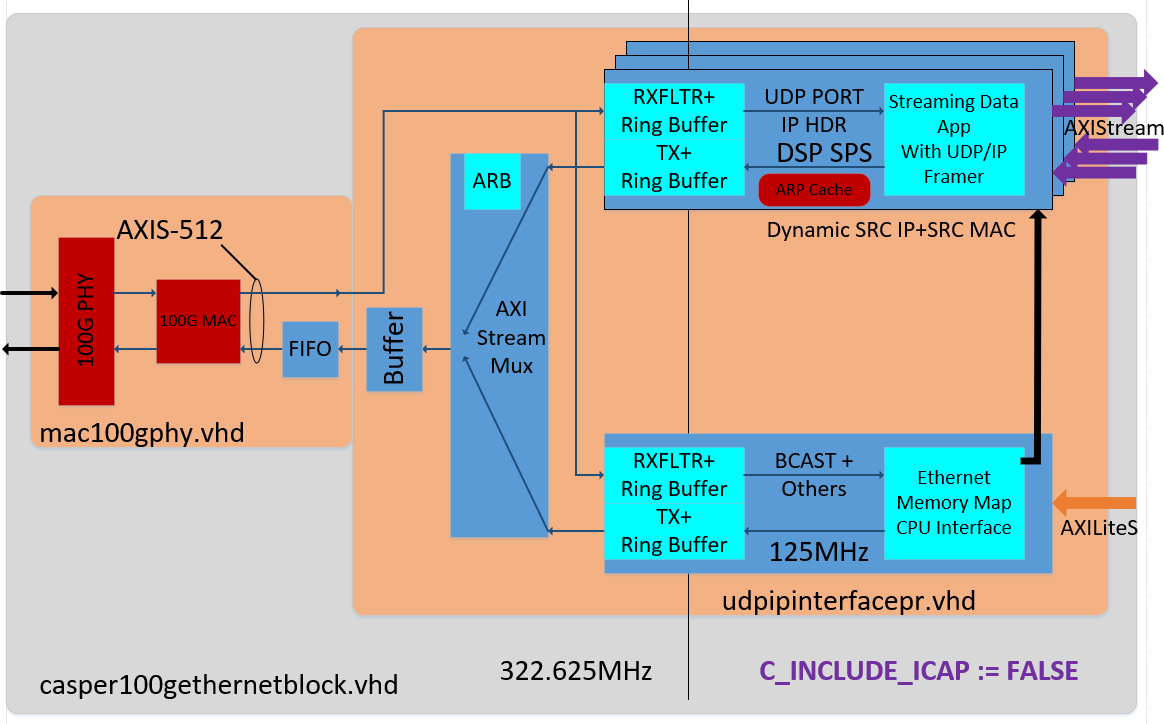 RXFLTR+
Ring Buffer
TX+
Ring Buffer
UDP PORT
IP HDR
DSP SPS
ARP Cache
Streaming Data
App
With UDP/IP
Framer
AXIStream
Dynamic SRC IP+SRC MAC
ARB
AXI
Stream
Mux
AXIS-512
100G PHY
100G MAC
FIFO
Buffer
mac100gphy.vhd
RXFLTR+
Ring Buffer
TX+
Ring Buffer
BCAST +
Others
125MHz
Ethernet
Memory Map
CPU Interface
AXILiteS
udpipinterfacepr.vhd
casper100gethernetblock.vhd
322.625MHz
C_INCLUDE_ICAP := FALSE